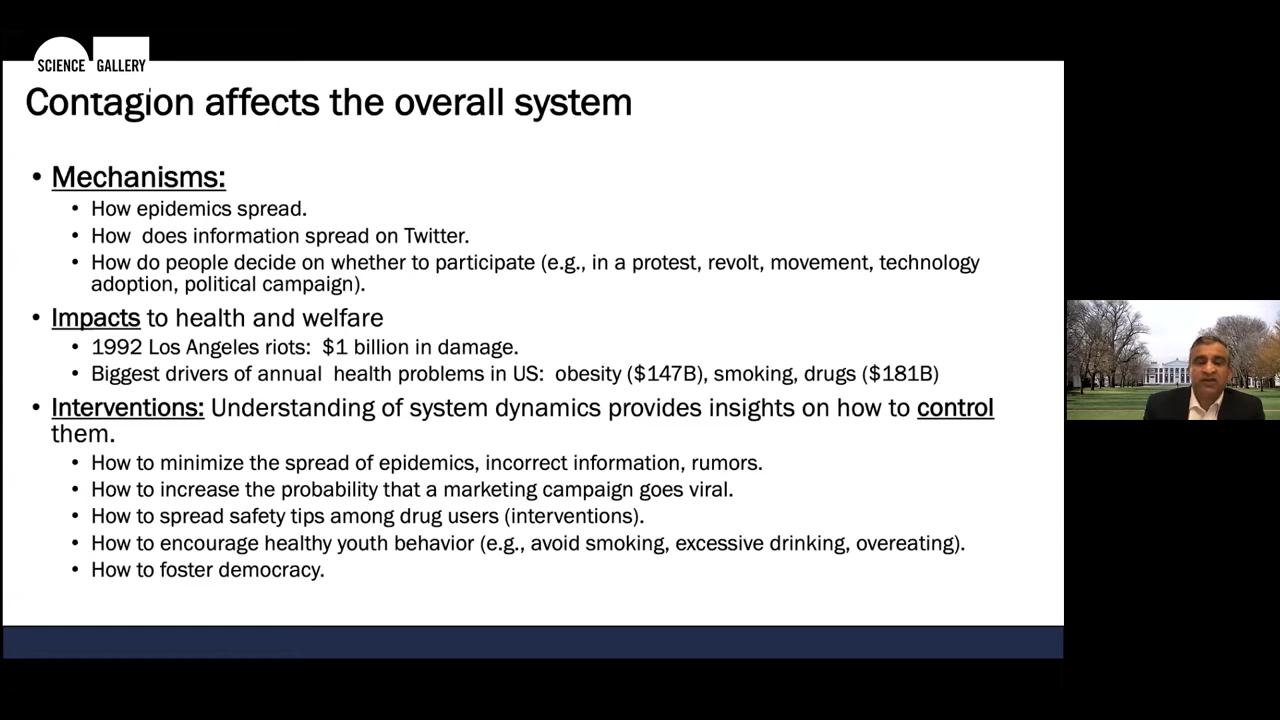 SCIENCE GALLERY
Contagion affects the overall system
• Mechanisms:
• How epidemics spread.
• How does information spread on Twitter.
• How do people decide on whether to participate (e.g., in a protest, revolt, movement, technology
adoption, political campaign).
• Impacts to health and welfare
• 1992 Los Angeles riots: $1 billion in damage.
• Biggest drivers of annual health problems in US: obesity ($147B), smoking, drugs ($181B)
• Interventions: Understanding of system dynamics provides insights on how to control
them.
• How to minimize the spread of epidemics, incorrect information, rumors.
• How to increase the probability that a marketing campaign goes viral.
• How to spread safety tips among drug users (interventions).
• How to encourage healthy youth behavior (e.g., avoid smoking, excessive drinking, overeating).
• How to foster democracy.